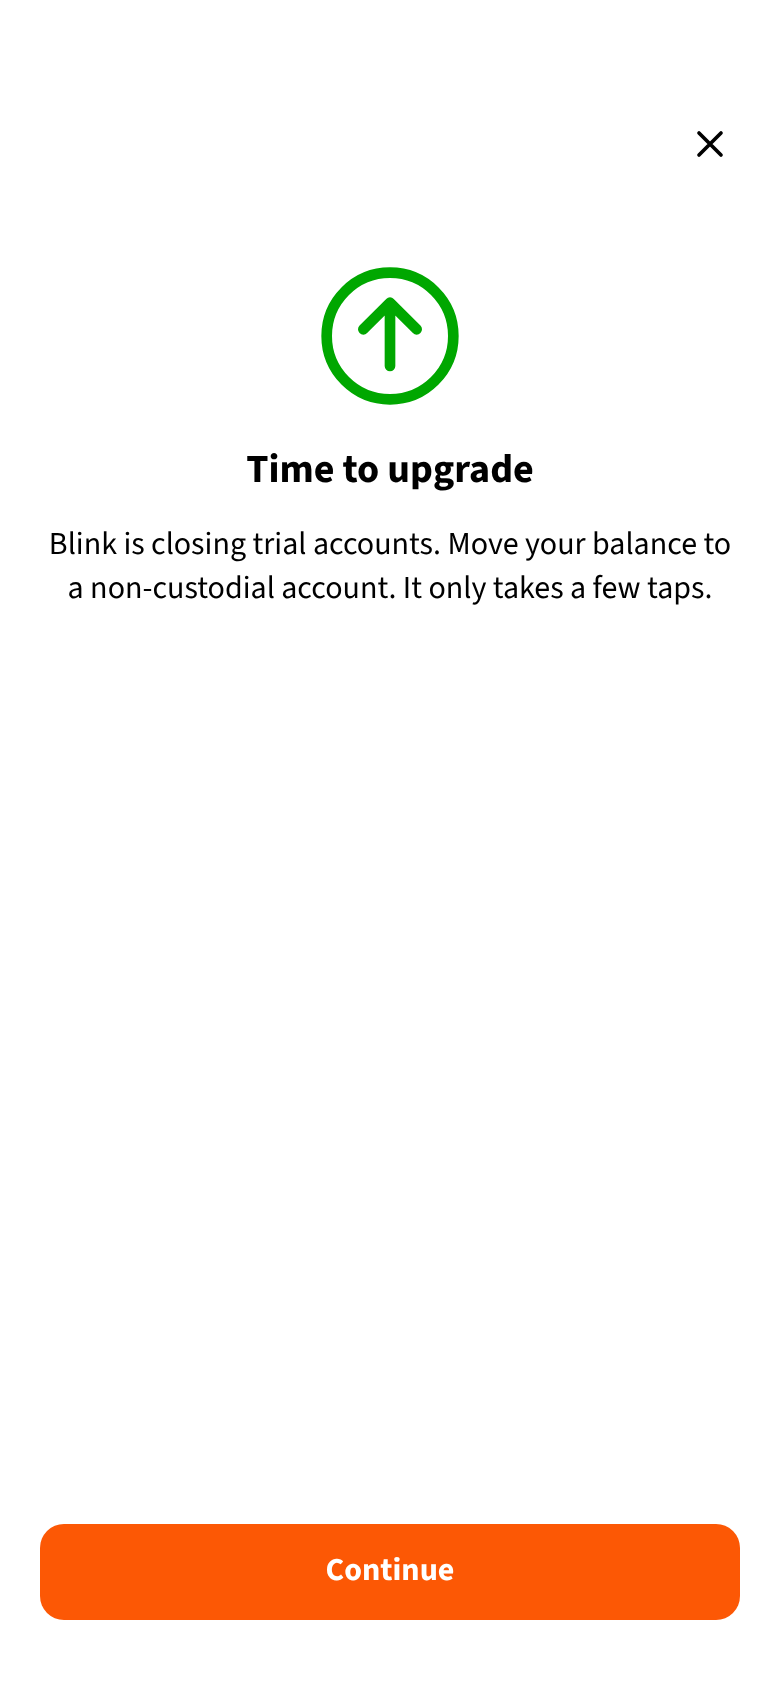 Time to upgrade
Blink is closing trial accounts. Move your balance to
a non-custodial account. It only takes a few taps.
Continue